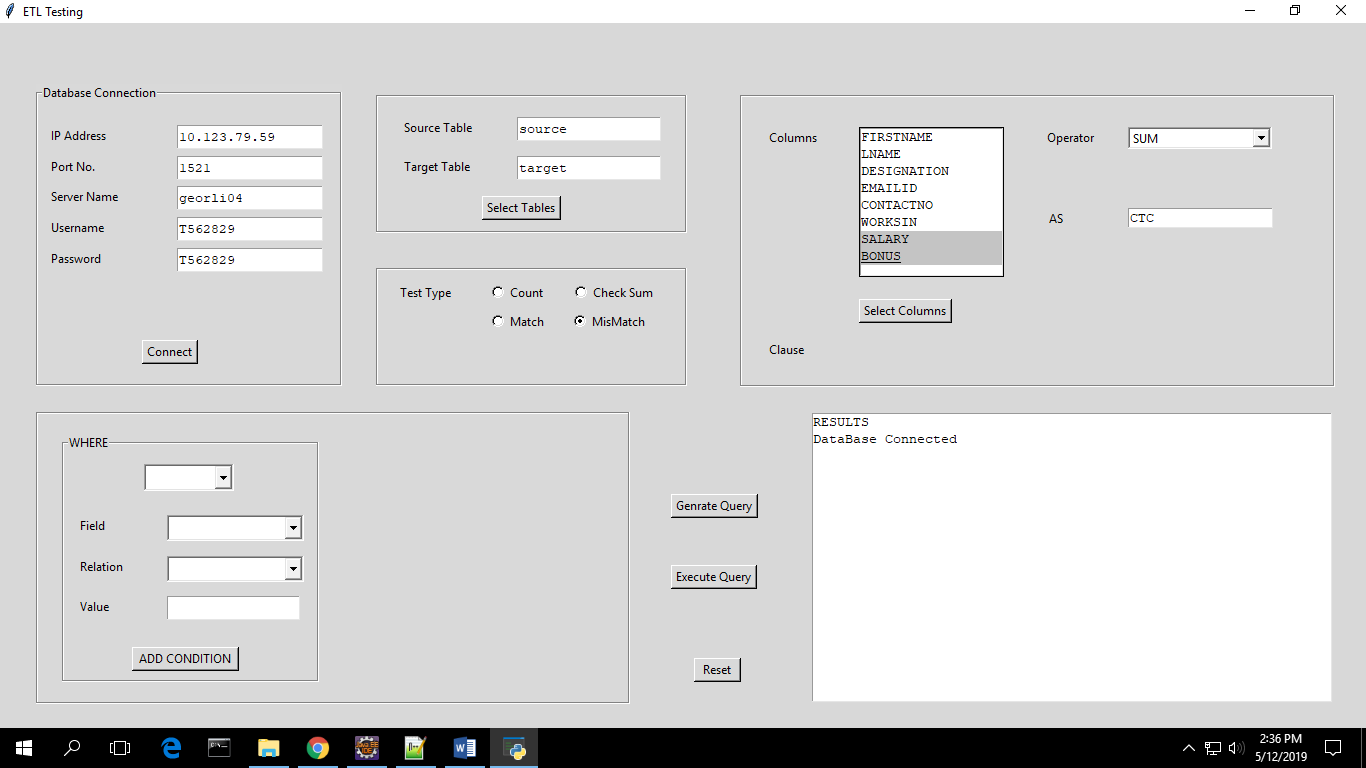 ETL Testing
Database Connection
IP Address
10.123.79.59
Port No.
1521
Server Name
georli04
Username
T562829
Password
T562829
Connect
Source Table
source
Target Table
target
Select Tables
Test Type
Count
Check Sum
Match
MisMatch
Columns
FIRSTNAME
LNAME
DESIGNATION
EMAILID
CONTACTNO
WORKSIN
SALARY
BONUS
Select Columns
Operator
SUM
AS
CTC
Clause
WHERE
Field
Relation
Value
ADD CONDITION
Genrate Query
Execute Query
Reset
RESULTS
DataBase Connected
2:36 PM
5/12/2019